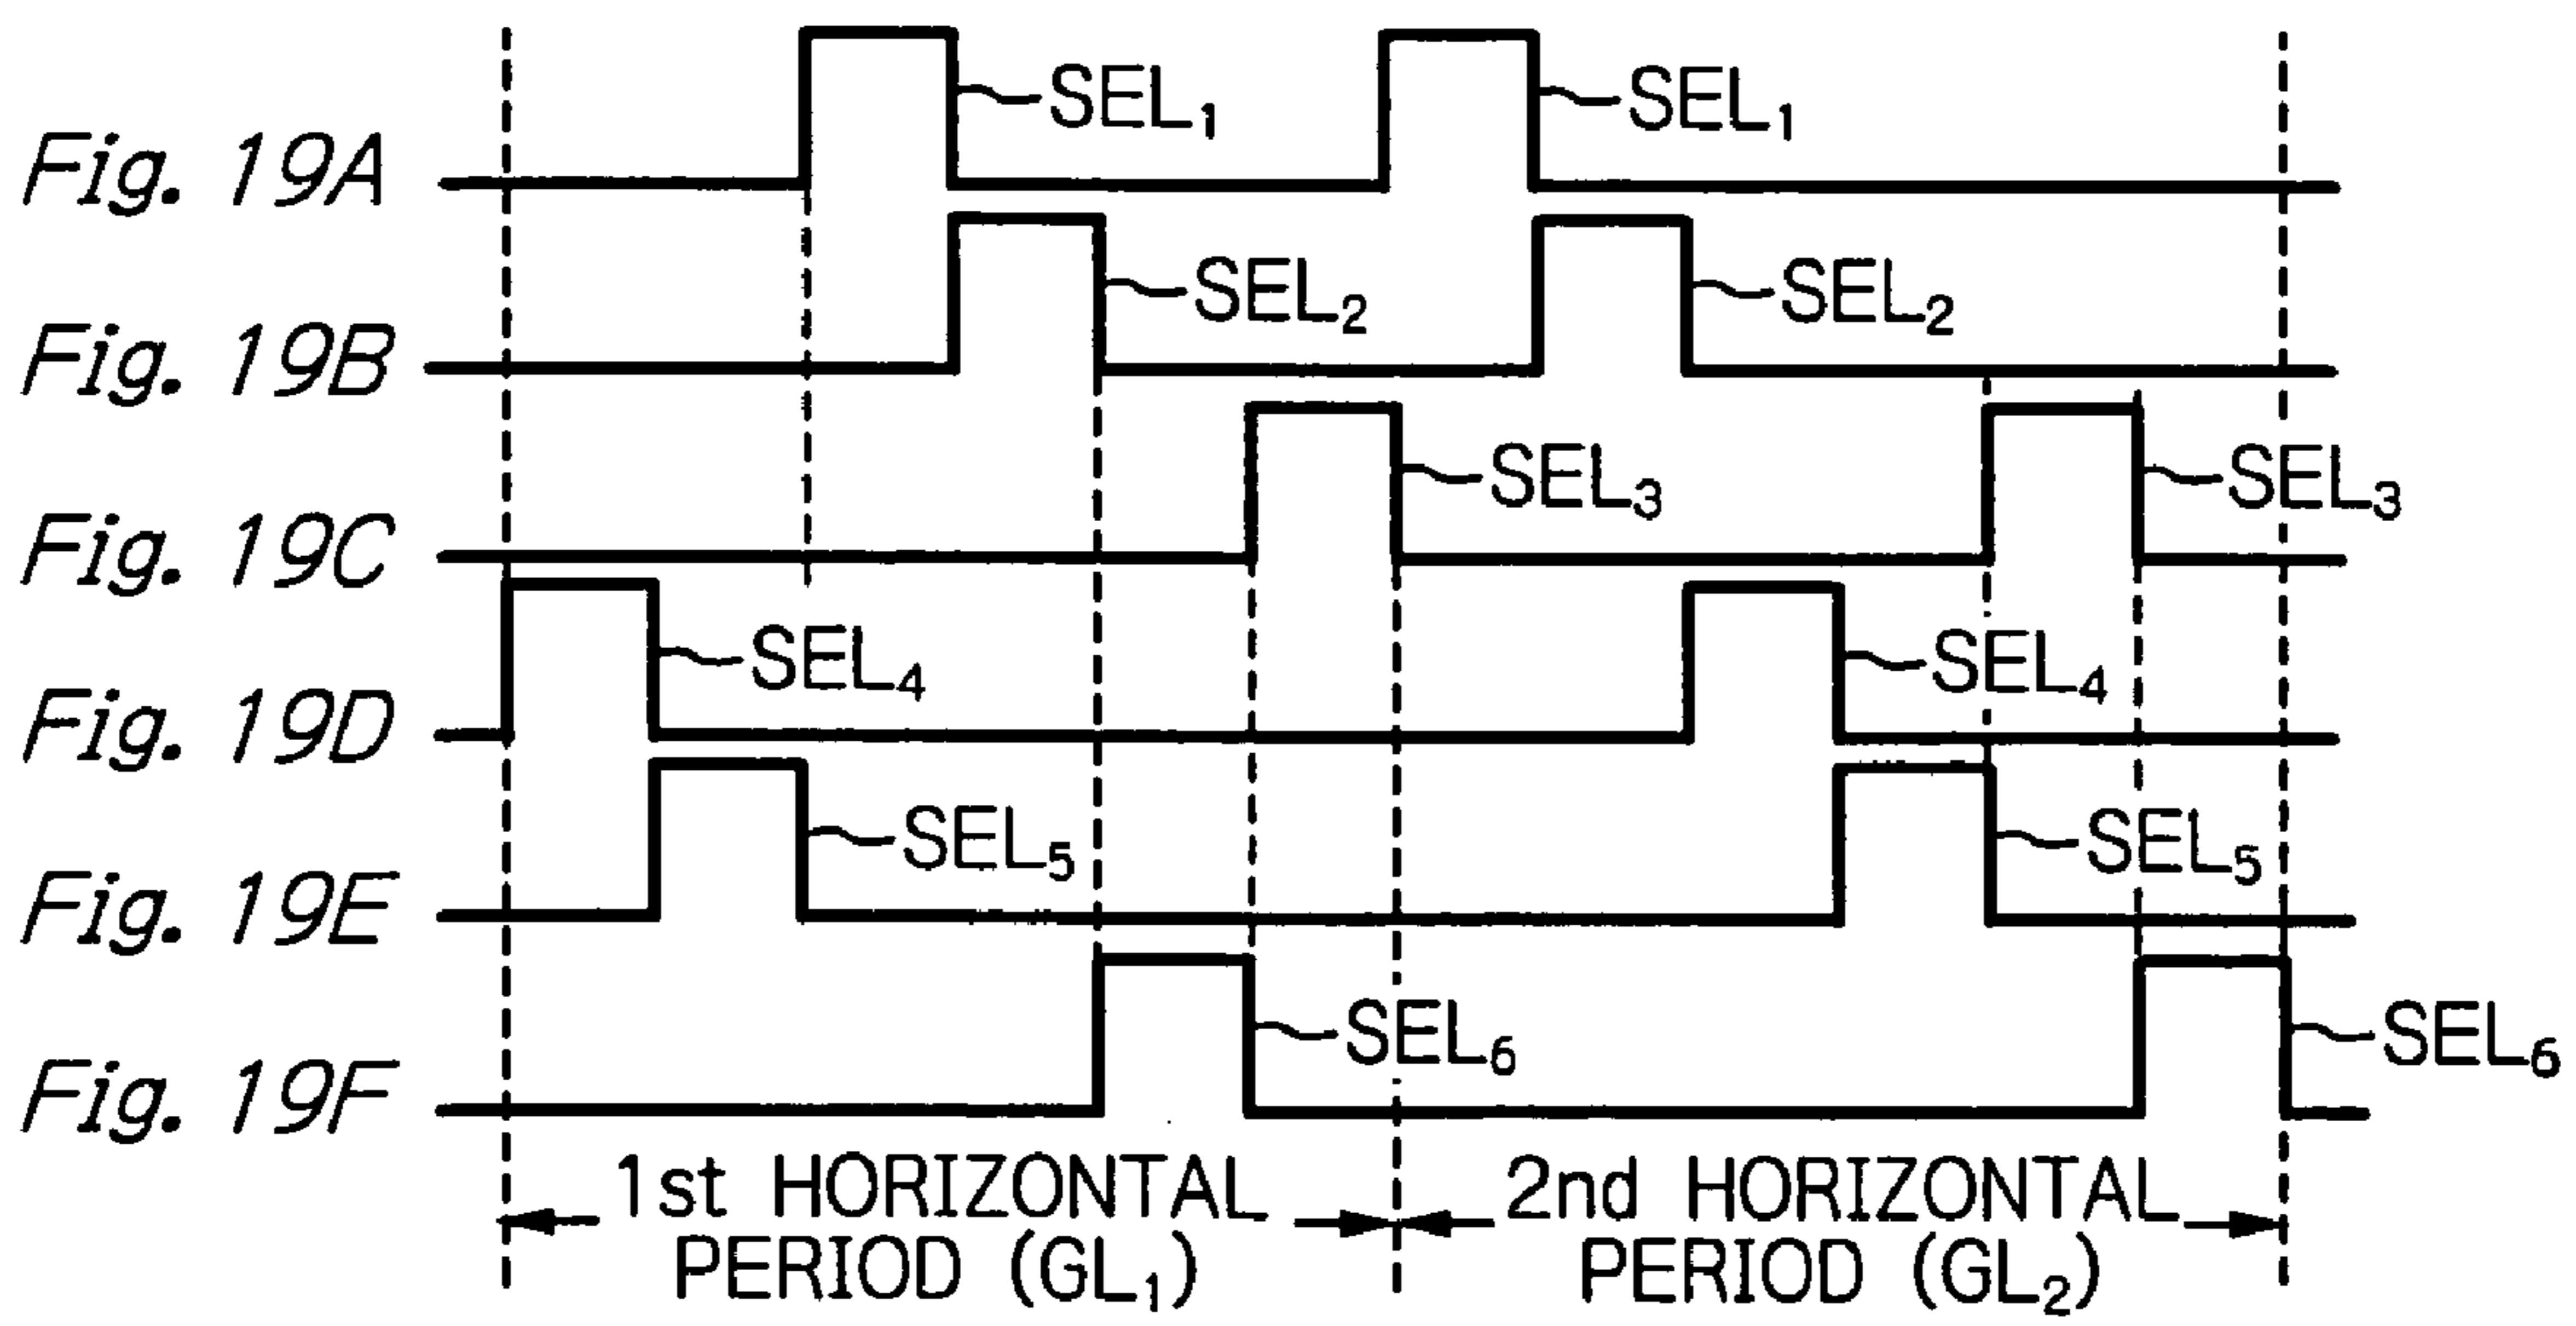 Fig. 19A SEL₁ SEL₁
Fig. 19B SEL₂ SEL₂
Fig. 19C SEL₃ SEL₃
Fig. 19D SEL₄ SEL₄
Fig. 19E SEL₅ SEL₅
Fig. 19F SEL₆ SEL₆
1st HORIZONTAL
PERIOD (GL₁)
2nd HORIZONTAL
PERIOD (GL₂)